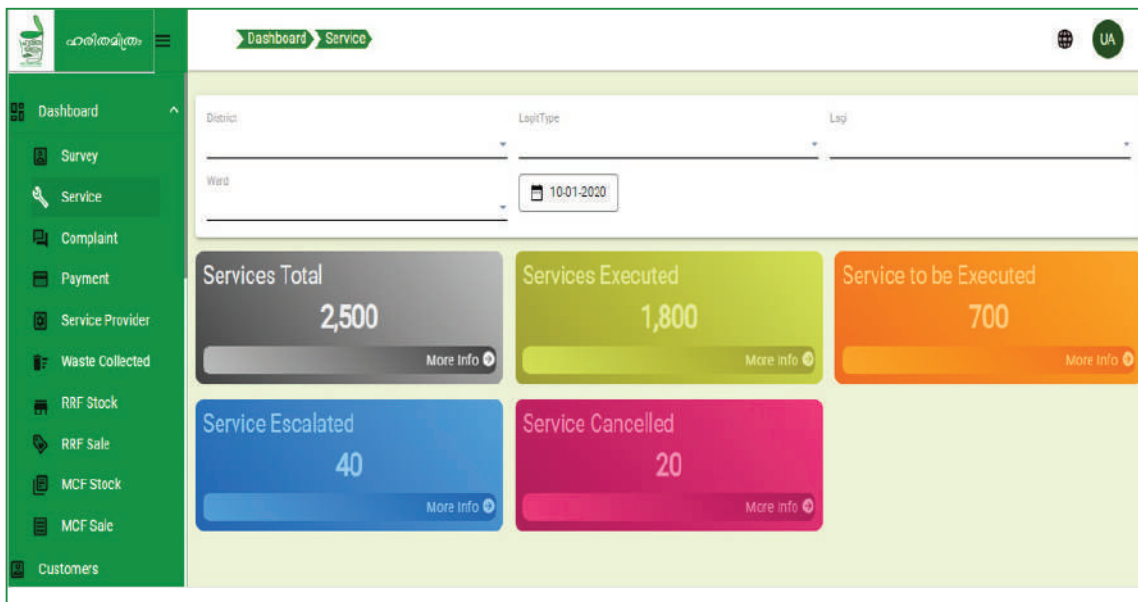 ഹരിതമിത്രം
Dashboard Service
UA
Dashboard
Survey
Service
Complaint
Payment
Service Provider
Waste Collected
RRF Stock
RRF Sale
MCF Stock
MCF Sale
Customers
District
LsgitType
Lsgi
Ward
10-01-2020
Services Total
2,500
More Info
Services Executed
1,800
More Info
Service to be Executed
700
More Info
Service Escalated
40
More Info
Service Cancelled
20
More Info